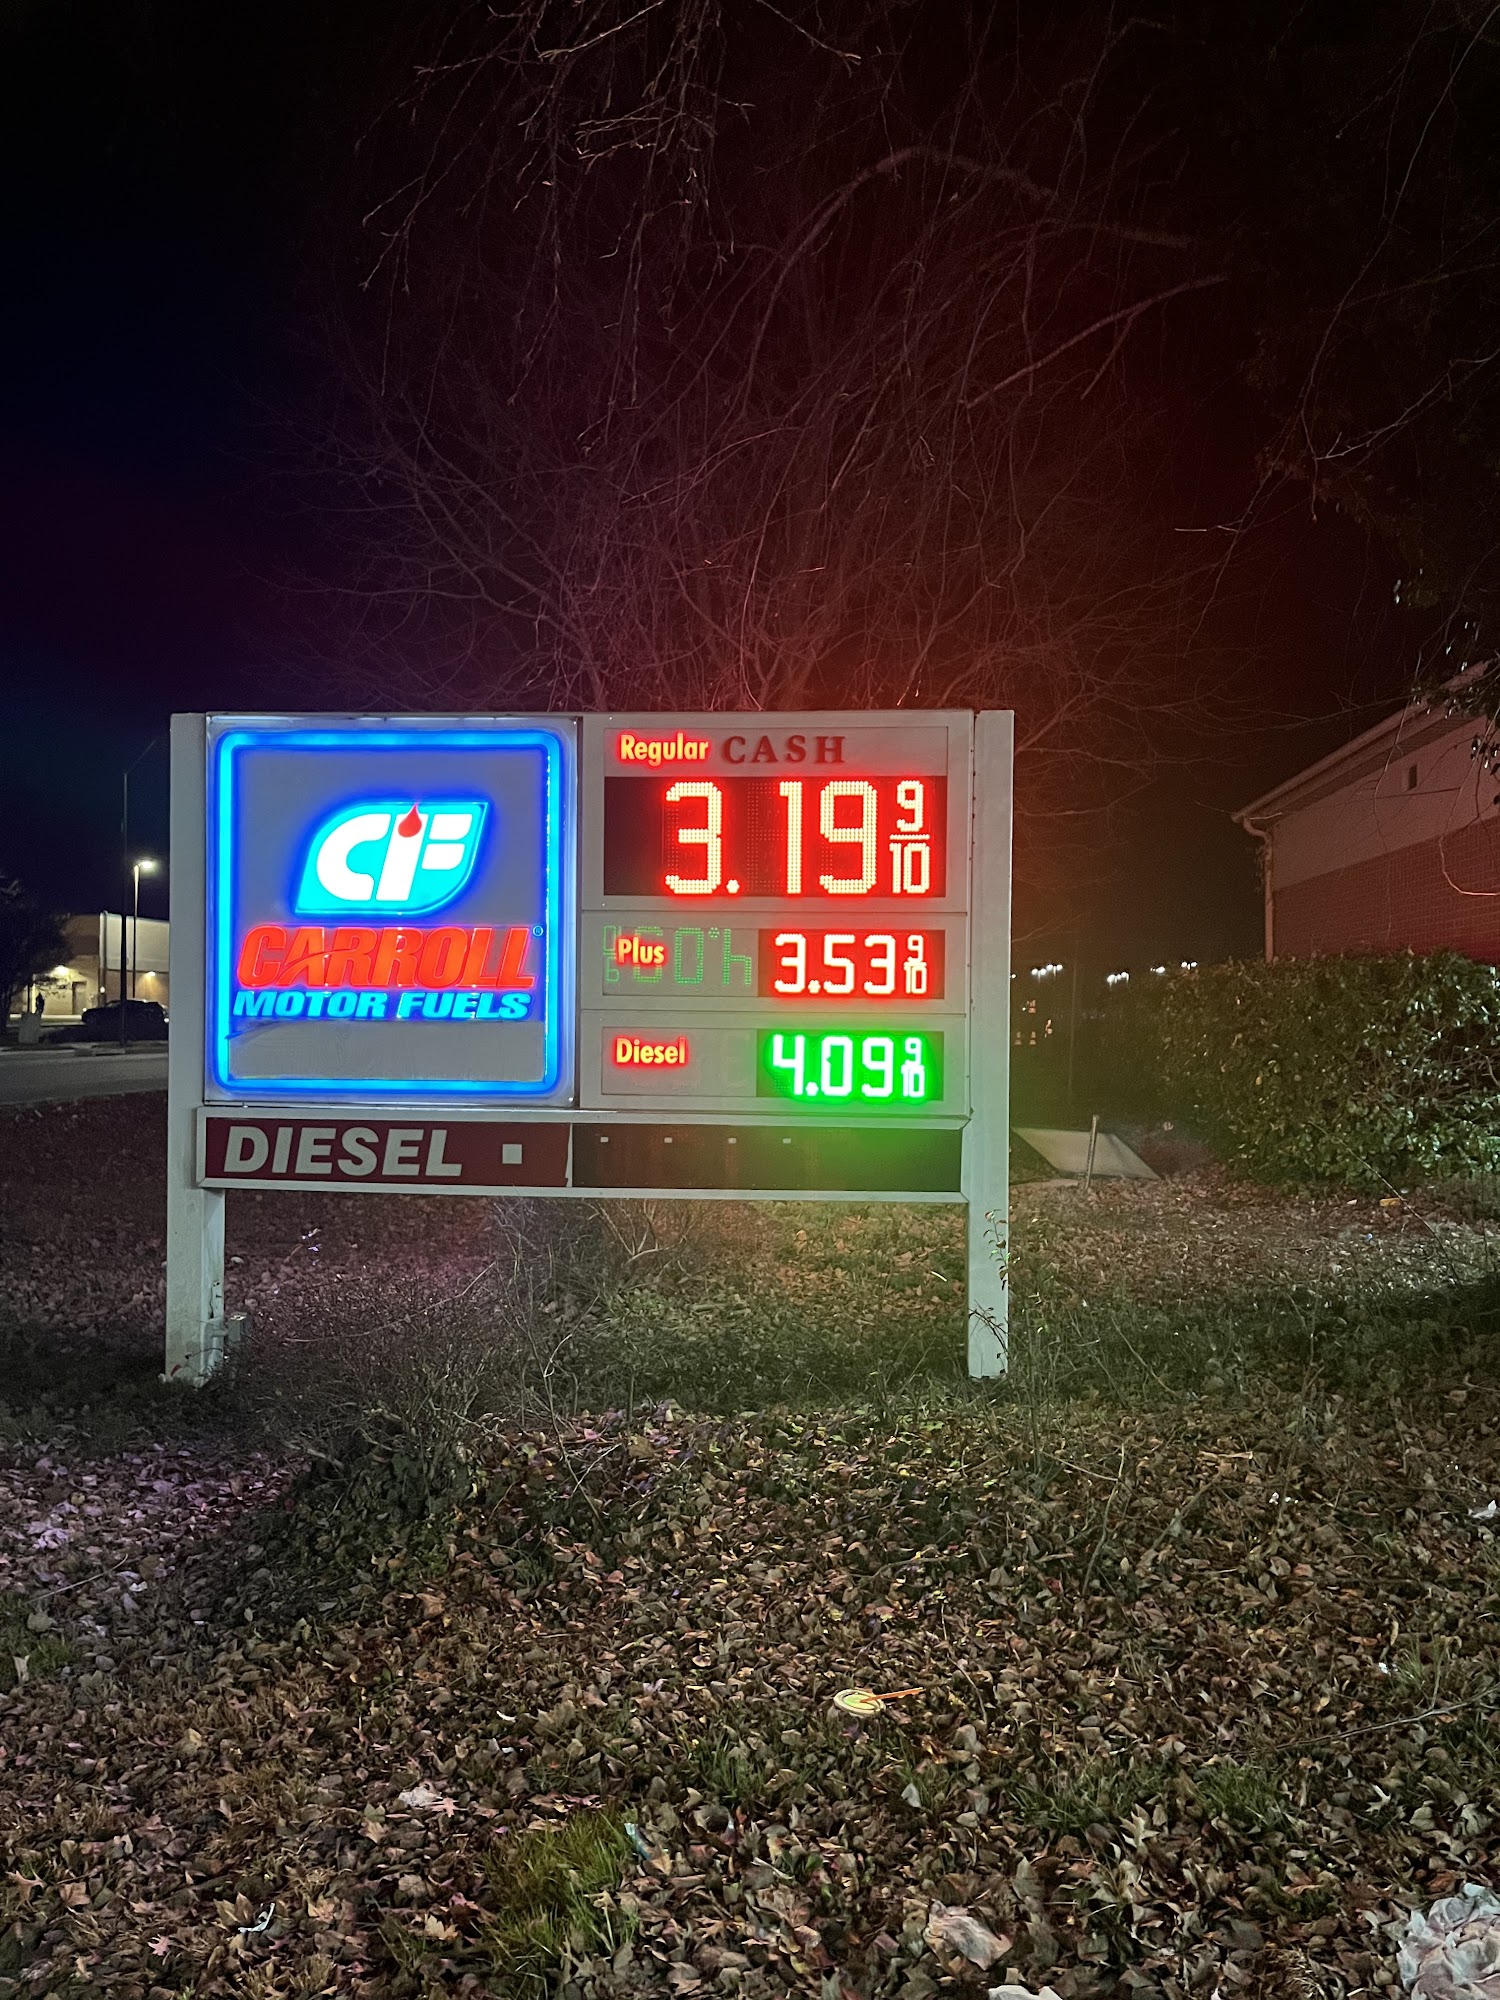 CF
CARROLL®
MOTOR FUELS
Regular CASH
3.19 9/10
Plus 3.53 9/10
Diesel 4.09 9/10
DIESEL